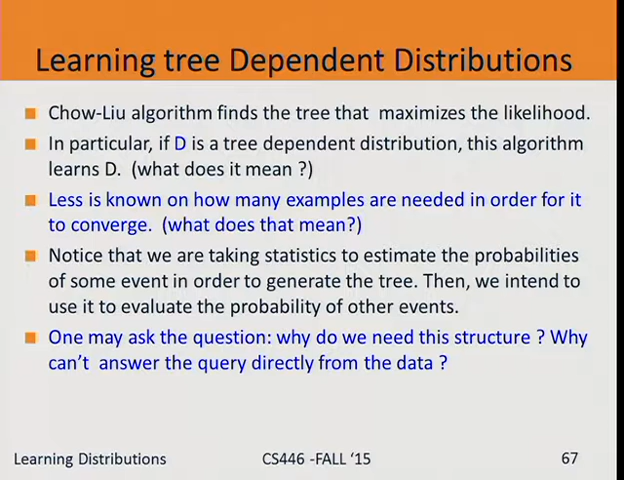 Learning tree Dependent Distributions
Chow-Liu algorithm finds the tree that maximizes the likelihood.
In particular, if D is a tree dependent distribution, this algorithm
learns D. (what does it mean ?)
Less is known on how many examples are needed in order for it
to converge. (what does that mean?)
Notice that we are taking statistics to estimate the probabilities
of some event in order to generate the tree. Then, we intend to
use it to evaluate the probability of other events.
One may ask the question: why do we need this structure ? Why
can't answer the query directly from the data ?
Learning Distributions
CS446 -FALL '15
67